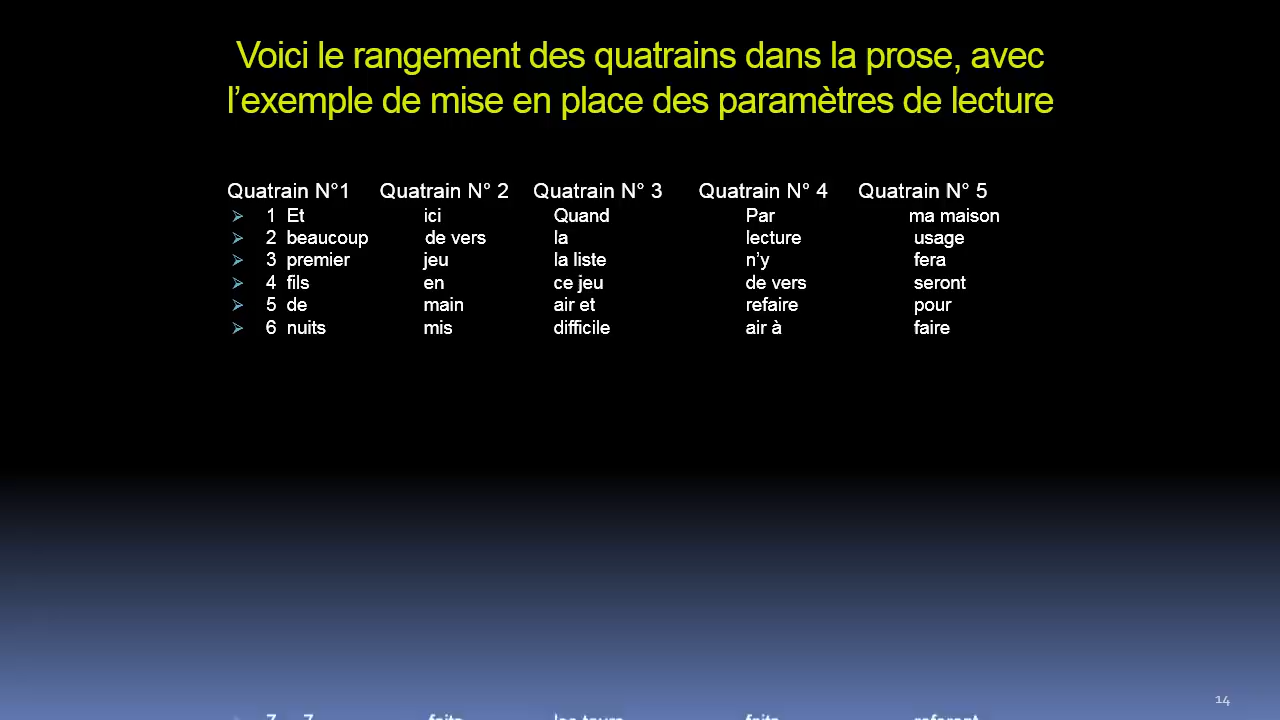 Voici le rangement des quatrains dans la prose, avec
l’exemple de mise en place des paramètres de lecture
Quatrain N°1 Quatrain N° 2 Quatrain N° 3 Quatrain N° 4 Quatrain N° 5
1 Et ici Quand Par ma maison
2 beaucoup de vers la lecture usage
3 premier jeu la liste n’y fera
4 fils en ce jeu de vers seront
5 de main air et refaire pour
6 nuits mis difficile air à faire
14